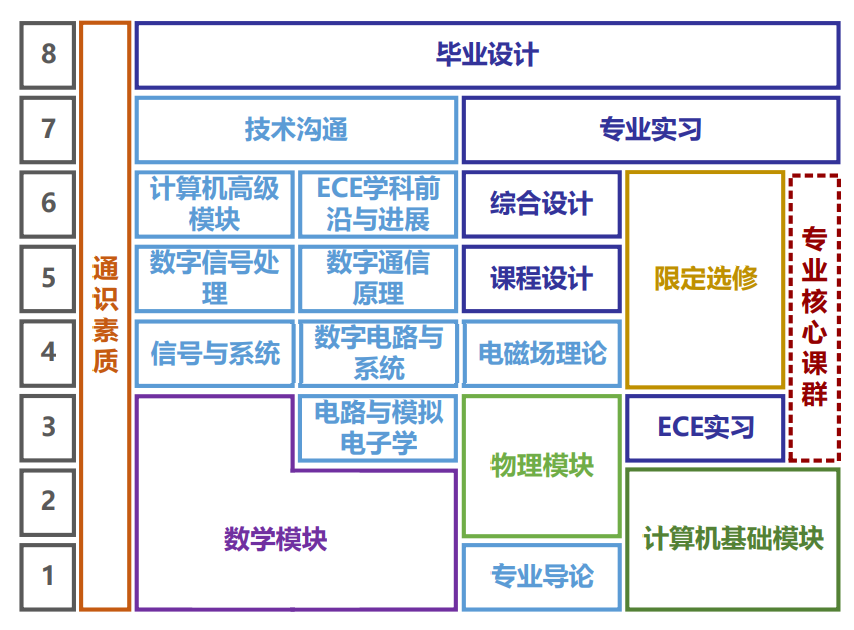 8
毕业设计
7
技术沟通
专业实习
6
计算机高级
模块
ECE学科前
沿与进展
综合设计
5
数字信号处
理
数字通信
原理
课程设计
限定选修
通
识
素
质
专
业
核
心
课
群
4
信号与系统
数字电路与
系统
电磁场理论
3
电路与模拟
电子学
物理模块
ECE实习
2
数学模块
计算机基础模块
1
专业导论